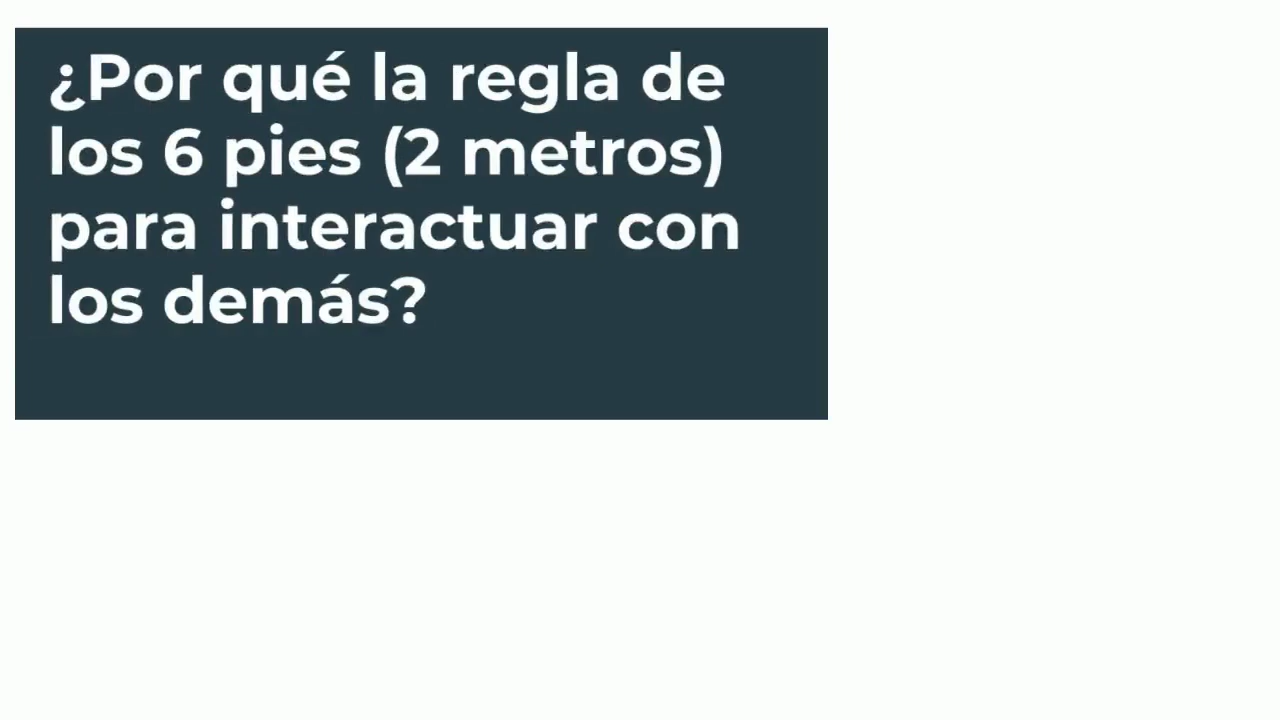 ¿Por qué la regla de
los 6 pies (2 metros)
para interactuar con
los demás?